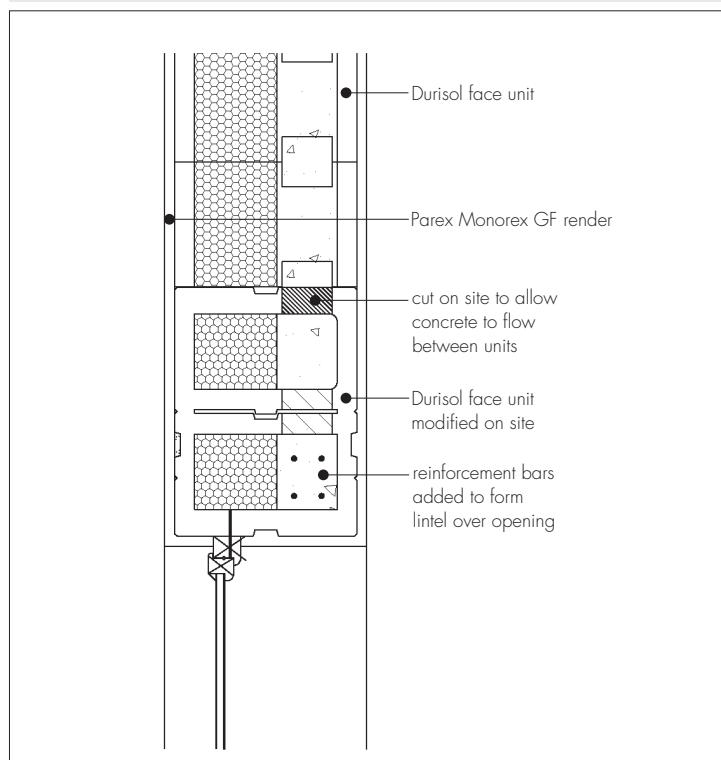 Durisol face unit
Parex Monorex GF render
cut on site to allow
concrete to flow
between units
Durisol face unit
modified on site
reinforcement bars
added to form
lintel over opening